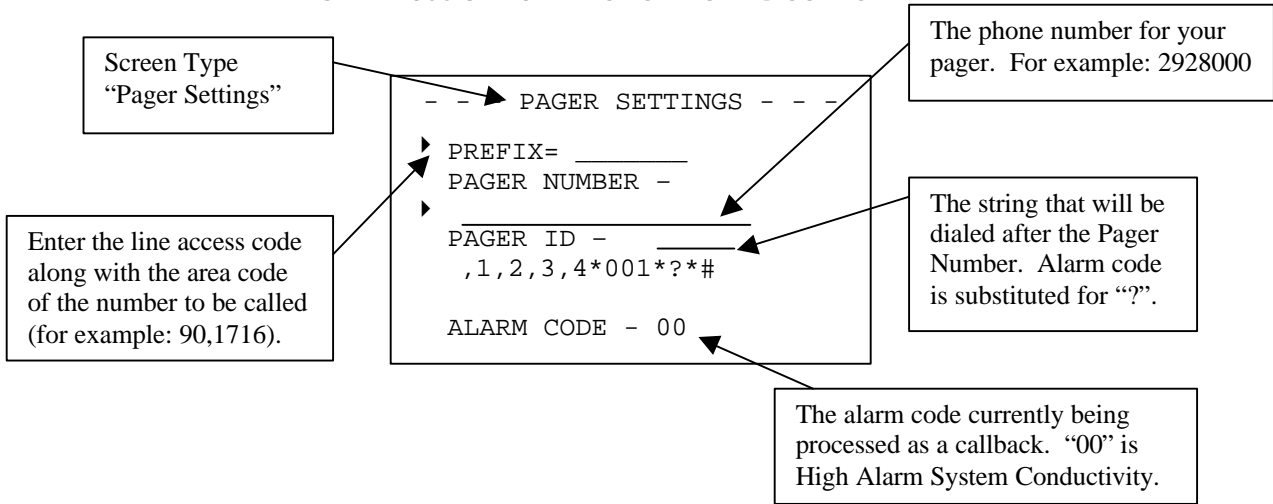 Screen Type
“Pager Settings”
The phone number for your
pager. For example: 2928000
- - - PAGER SETTINGS - - -
PREFIX= _______
PAGER NUMBER –
__________________
PAGER ID – _____
,1,2,3,4*001*?*#
ALARM CODE – 00
Enter the line access code
along with the area code
of the number to be called
(for example: 90,1716).
The string that will be
dialed after the Pager
Number. Alarm code
is substituted for “?”.
The alarm code currently being
processed as a callback. “00” is
High Alarm System Conductivity.